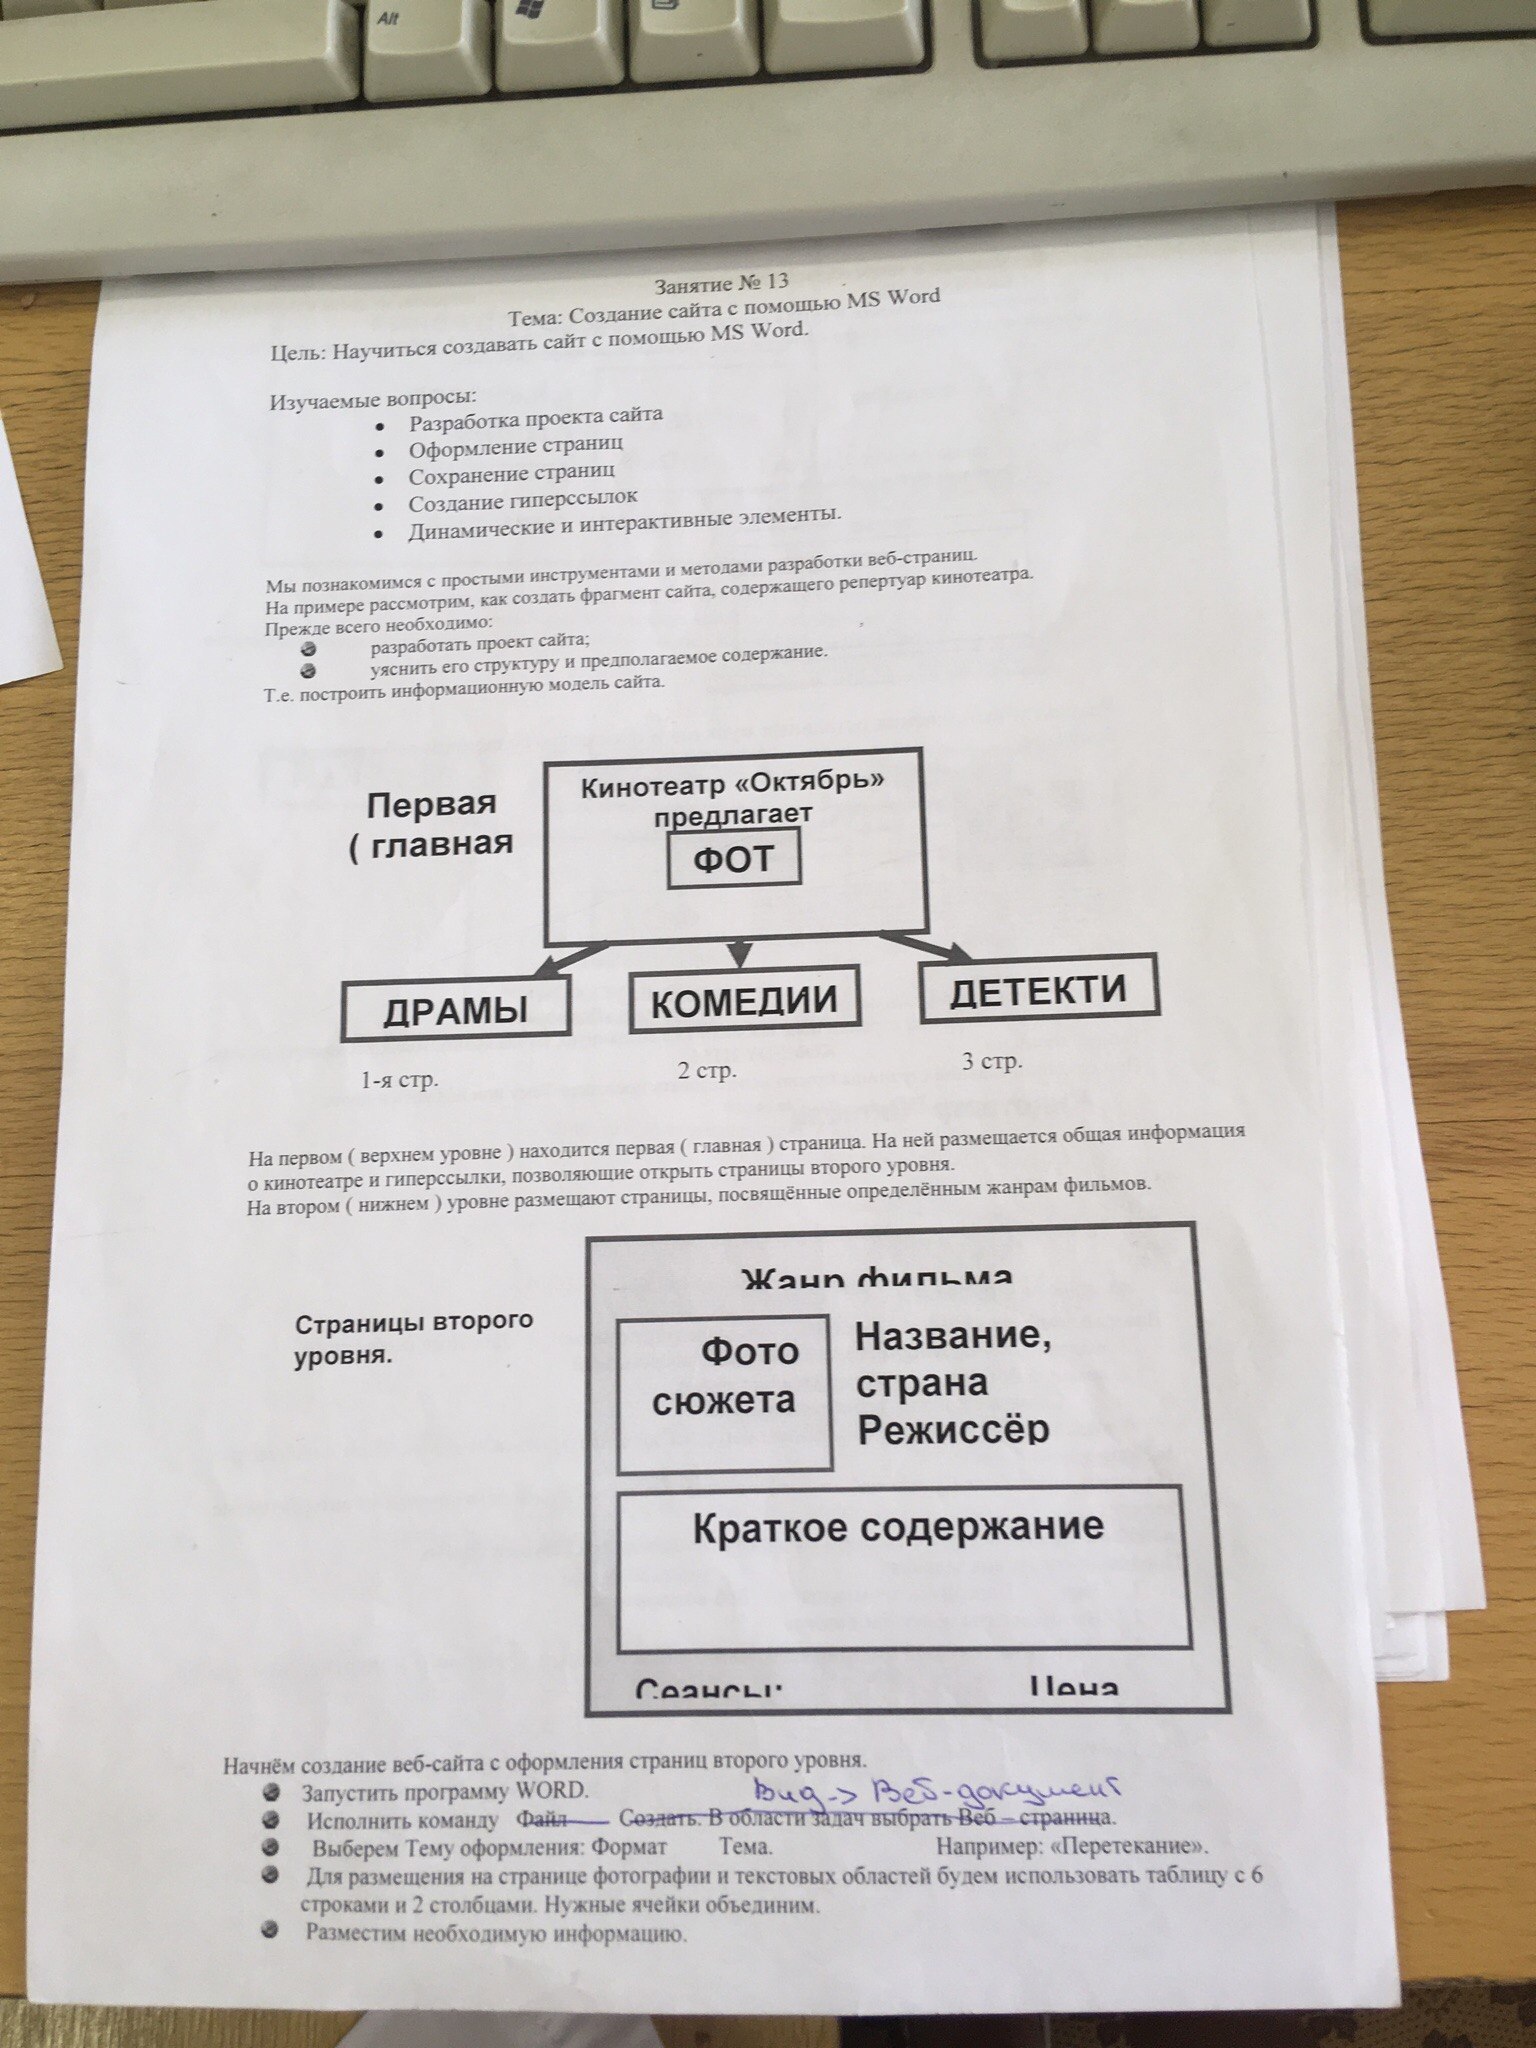 Alt
Занятие № 13
Тема: Создание сайта с помощью MS Word
Цель: Научиться создавать сайт с помощью MS Word.
Изучаемые вопросы:
• Разработка проекта сайта
• Оформление страниц
• Сохранение страниц
• Создание гиперссылок
• Динамические и интерактивные элементы.
Мы познакомимся с простыми инструментами и методами разработки веб-страниц.
На примере рассмотрим, как создать фрагмент сайта, содержащего репертуар кинотеатра.
Прежде всего необходимо:
разработать проект сайта;
уяснить его структуру и предполагаемое содержание.
Т.е. построить информационную модель сайта.
Первая
( главная
Кинотеатр «Октябрь»
предлагает
ФОТ
ДРАМЫ
КОМЕДИИ
ДЕТЕКТИ
1-я стр.
2 стр.
3 стр.
На первом ( верхнем уровне ) находится первая ( главная ) страница. На ней размещается общая информация
о кинотеатре и гиперссылки, позволяющие открыть страницы второго уровня.
На втором ( нижнем ) уровне размещают страницы, посвящённые определённым жанрам фильмов.
Страницы второго
уровня.
Жанр фильма
Фото
сюжета
Название,
страна
Режиссёр
Краткое содержание
Сеансы:
Цена
Начнём создание веб-сайта с оформления страниц второго уровня.
Запустить программу WORD.
Вид -> Веб-документ
Исполнить команду Файл Создать. В области задач выбрать Веб – страница.
Выберем Тему оформления: Формат Тема. Например: «Перетекание».
Для размещения на странице фотографии и текстовых областей будем использовать таблицу с 6
строками и 2 столбцами. Нужные ячейки объединим.
Разместим необходимую информацию.